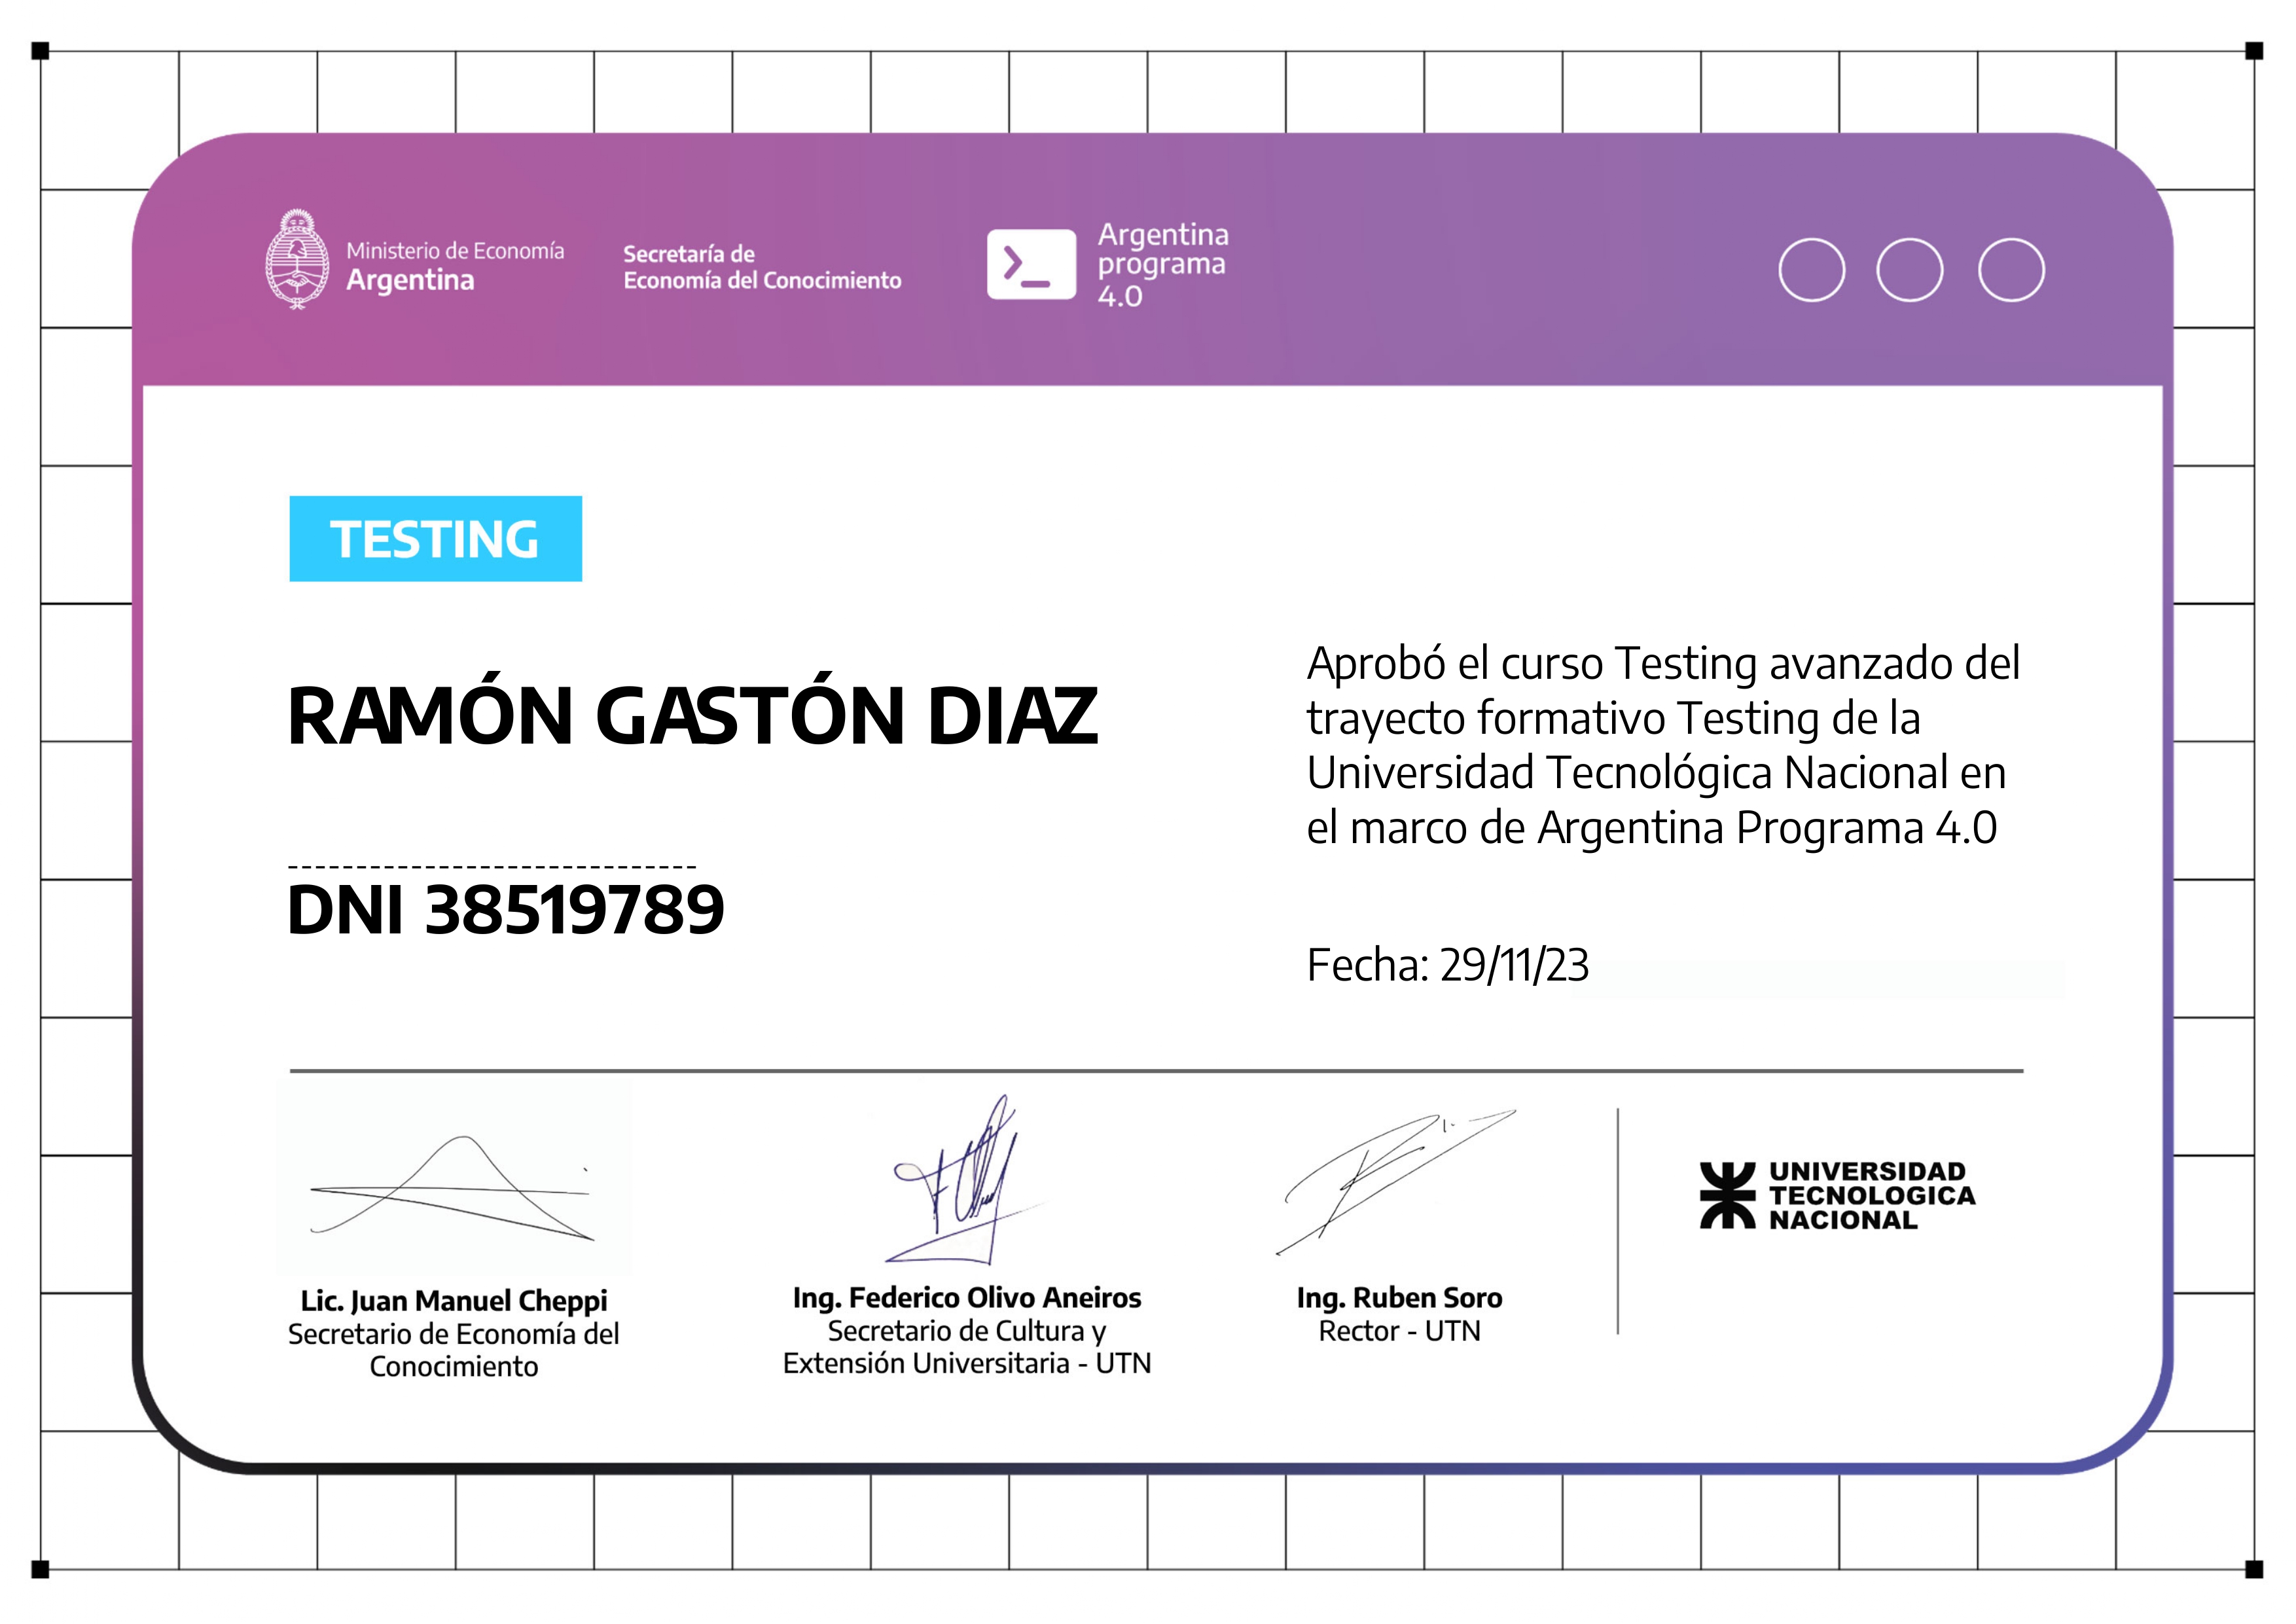 Ministerio de Economía
Argentina
Secretaría de
Economía del Conocimiento
Argentina
programa
4.0
TESTING
RAMÓN GASTÓN DIAZ
DNI 38519789
Aprobó el curso Testing avanzado del
trayecto formativo Testing de la
Universidad Tecnológica Nacional en
el marco de Argentina Programa 4.0
Fecha: 29/11/23
Lic. Juan Manuel Cheppi
Secretario de Economía del
Conocimiento
Ing. Federico Olivo Aneiros
Secretario de Cultura y
Extensión Universitaria - UTN
Ing. Ruben Soro
Rector - UTN
UNIVERSIDAD
TECNOLOGICA
NACIONAL